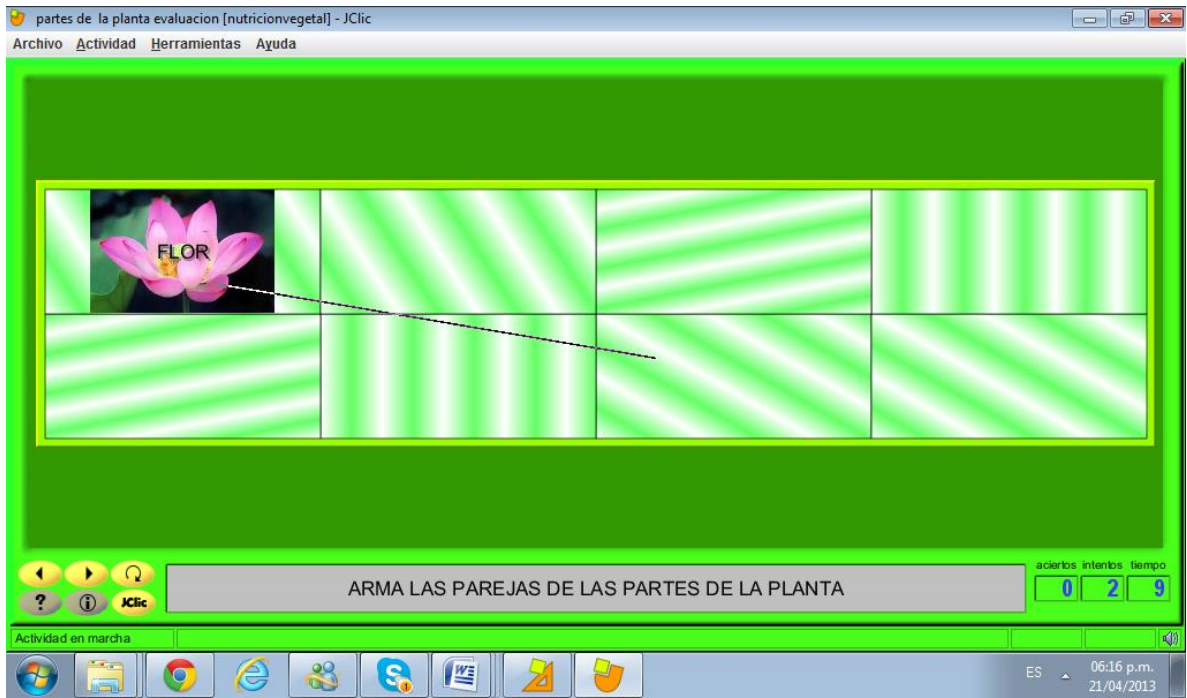 partes de la planta evaluacion [nutricionvegetal] - JClic
Archivo Actividad Herramientas Ayuda
FLOR
ARMA LAS PAREJAS DE LAS PARTES DE LA PLANTA
aciertos intentos tiempo
0 2 9
? i JClic
Actividad en marcha
ES 06:16 p.m.
21/04/2013